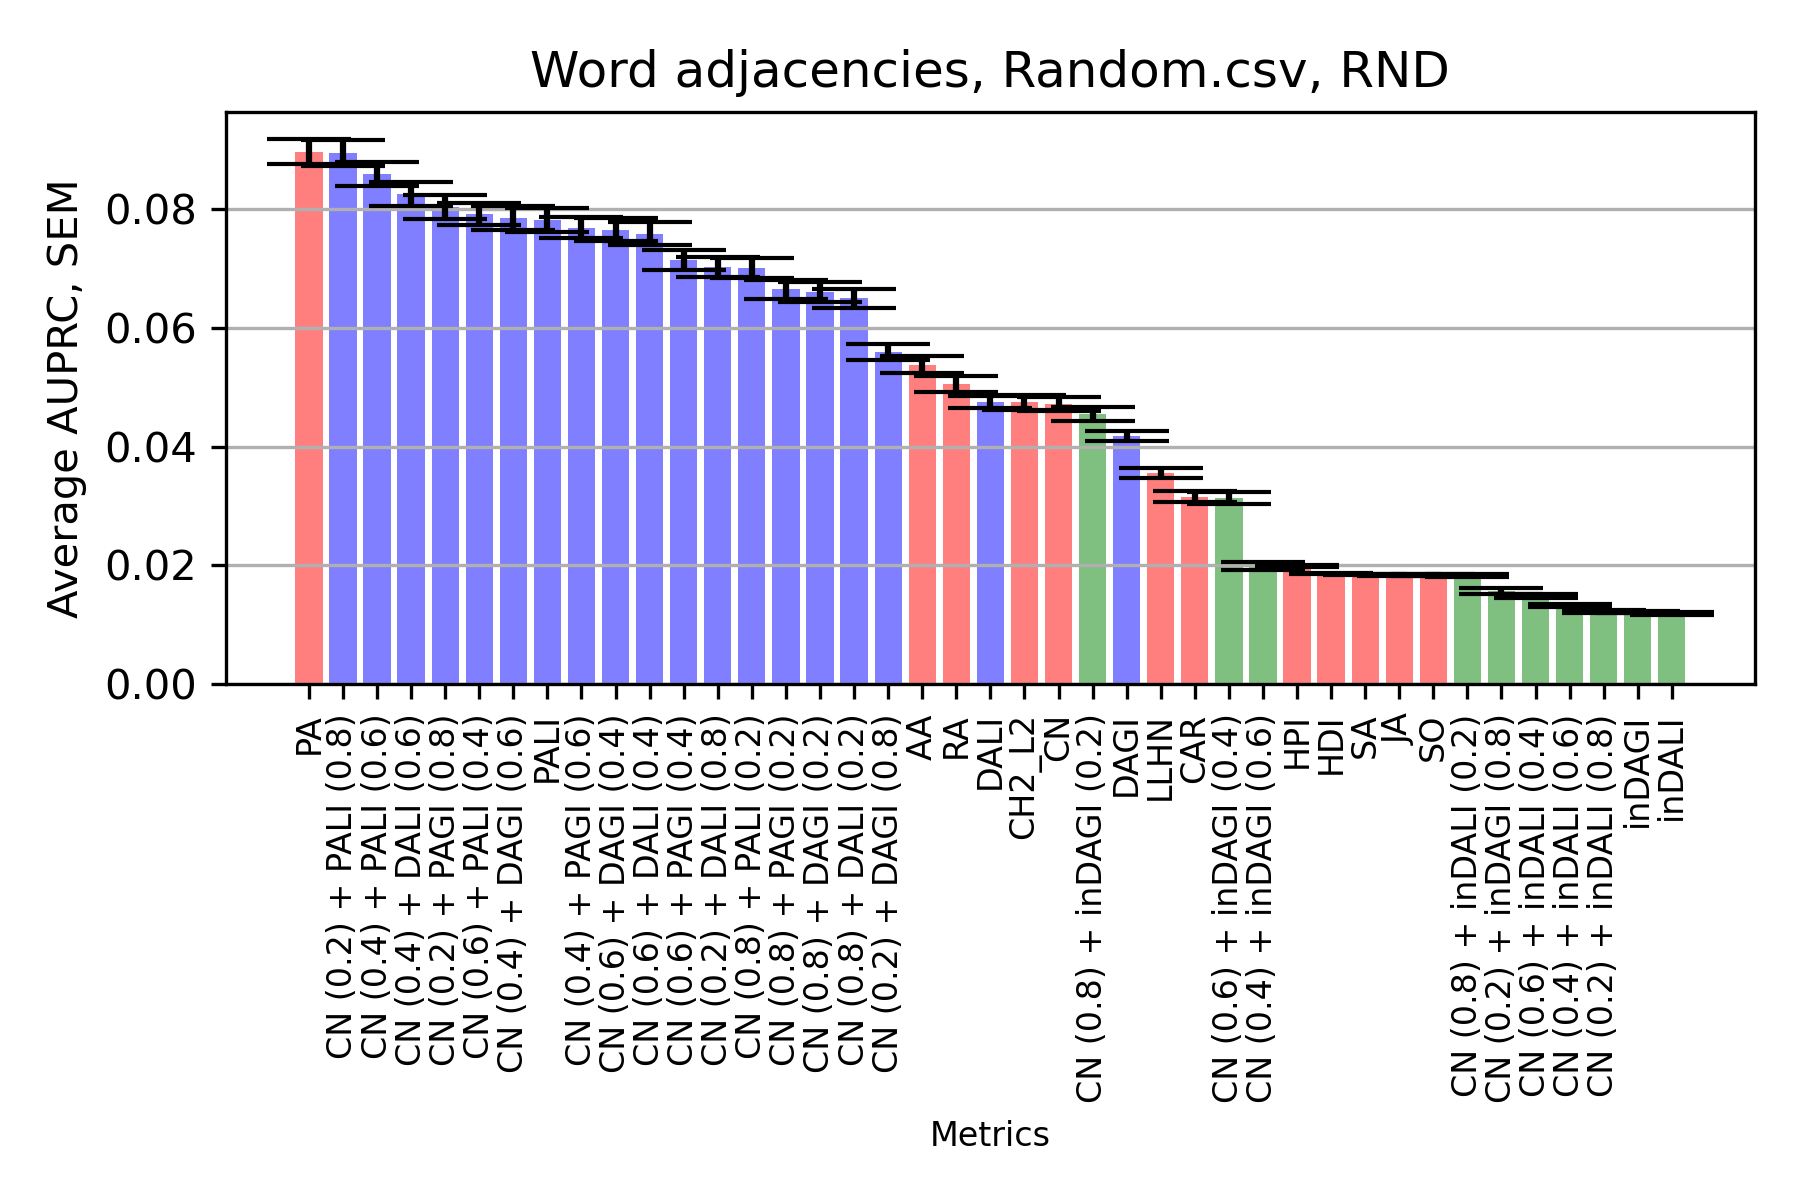 Word adjacencies, Random.csv, RND
Average AUPRC, SEM
0.08
0.06
0.04
0.02
0.00
PA
CN (0.2) + PALI (0.8)
CN (0.4) + PALI (0.6)
CN (0.4) + DALI (0.6)
CN (0.2) + PAGI (0.8)
CN (0.6) + PALI (0.4)
CN (0.4) + DAGI (0.6)
PALI
CN (0.4) + PAGI (0.6)
CN (0.6) + DAGI (0.4)
CN (0.6) + DALI (0.4)
CN (0.6) + PAGI (0.4)
CN (0.2) + DALI (0.8)
CN (0.8) + PALI (0.2)
CN (0.8) + PAGI (0.2)
CN (0.8) + DAGI (0.2)
CN (0.8) + DALI (0.2)
CN (0.2) + DAGI (0.8)
AA
RA
DALI
CH2_L2
CN
CN (0.8) + inDAGI (0.2)
DAGI
LLHN
CAR
CN (0.6) + inDAGI (0.4)
CN (0.4) + inDAGI (0.6)
HPI
HDI
SA
JA
SO
CN (0.8) + inDALI (0.2)
CN (0.2) + inDAGI (0.8)
CN (0.6) + inDALI (0.4)
CN (0.4) + inDALI (0.6)
CN (0.2) + inDALI (0.8)
inDAGI
inDALI
Metrics